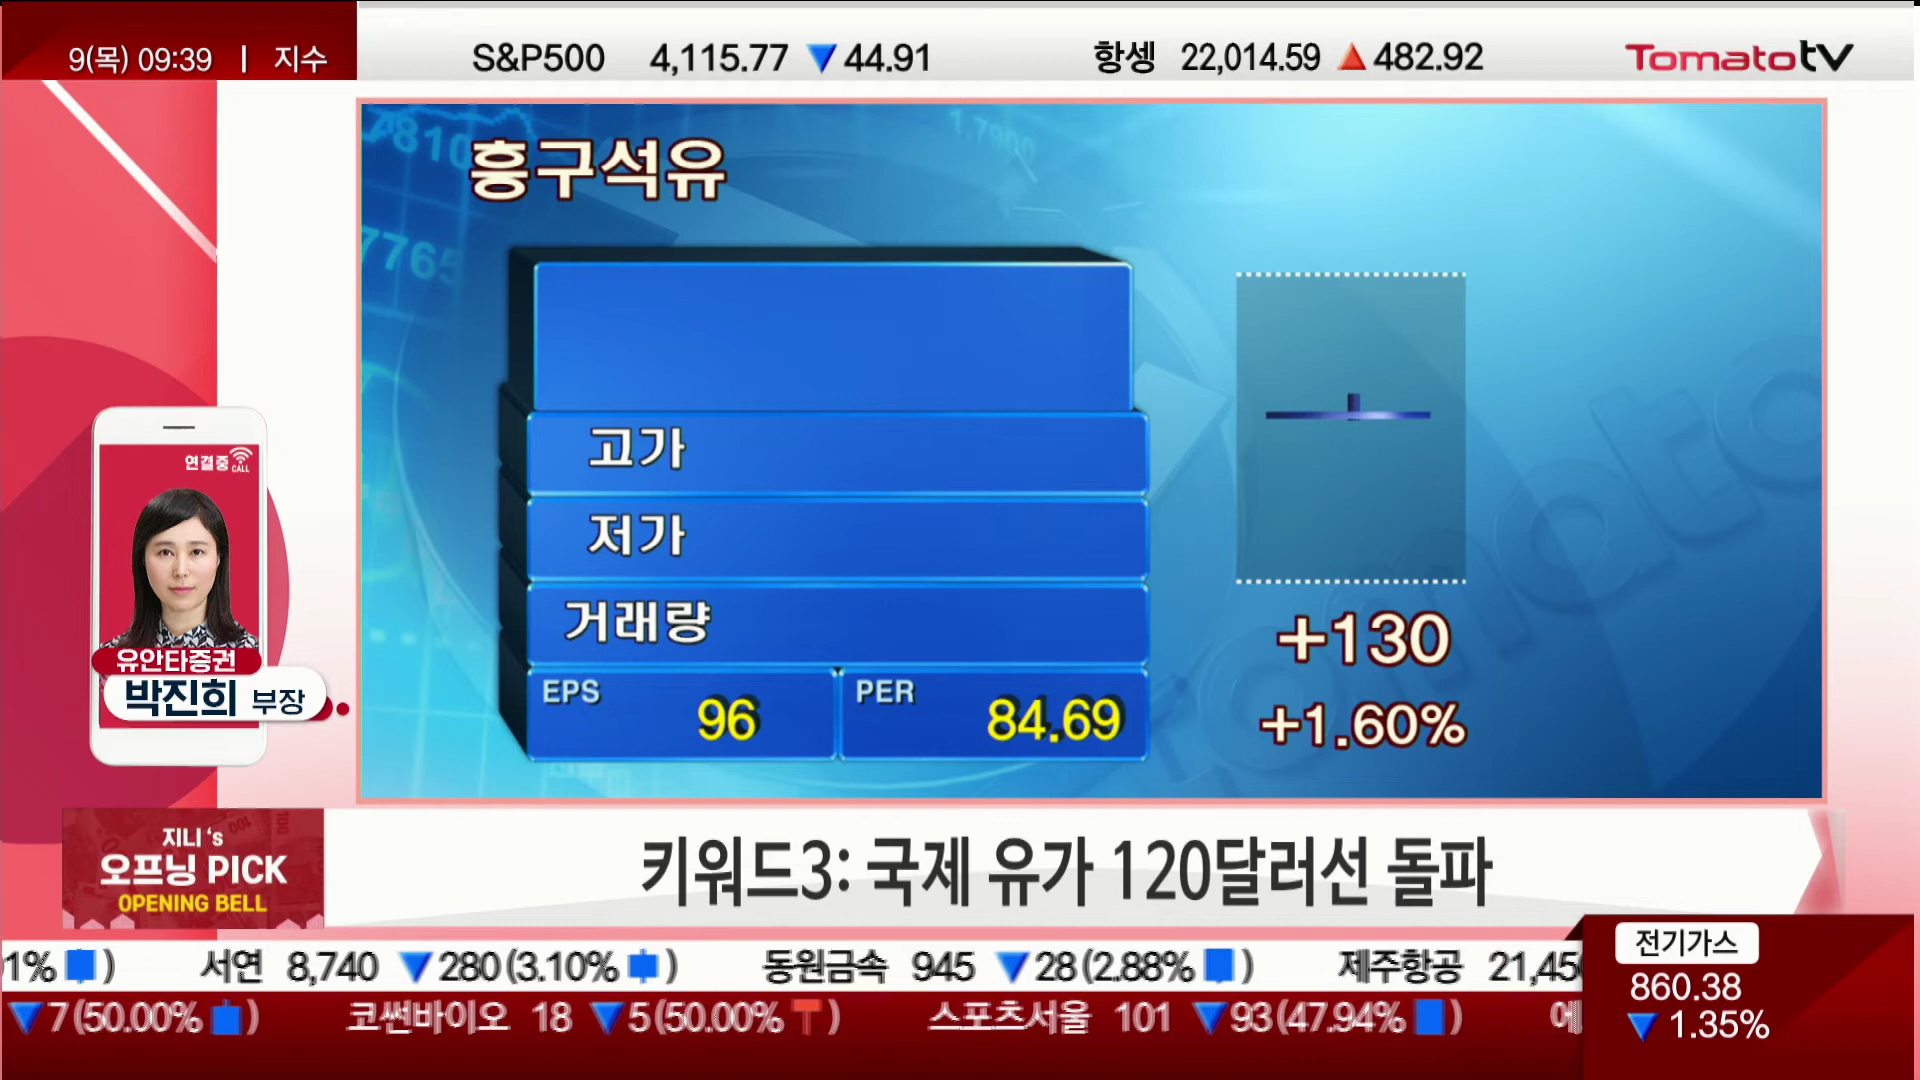 9(목) 09:39 | 지수
S&P500 4,115.77 ▼44.91
항셍 22,014.59 ▲482.92
TomatotV
흥구석유
고가
저가
거래량
EPS 96
PER 84.69
+130
+1.60%
연결중
CALL
유안타증권
박진희 부장
지니's
오프닝 PICK
OPENING BELL
키워드3: 국제 유가 120달러선 돌파
1% ) 서연 8,740 ▼280(3.10% ) 동원금속 945 ▼28(2.88% ) 제주항공 21,450
▼7(50.00% ) 코썬바이오 18 ▼5(50.00% ) 스포츠서울 101 ▼93(47.94% )
전기가스
860.38
▼ 1.35%